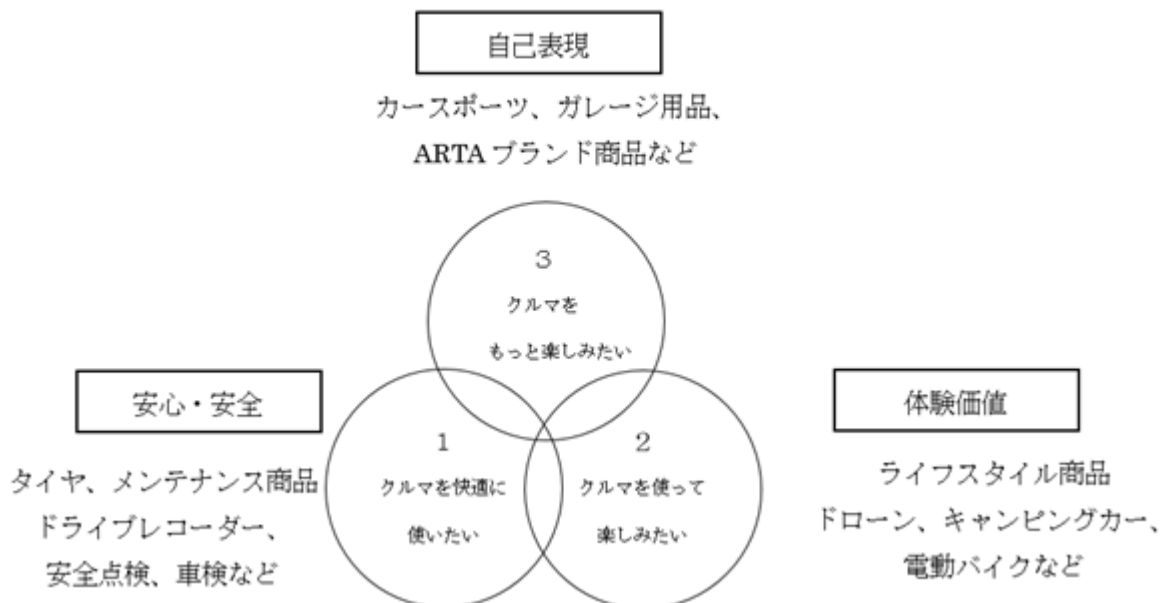 自己表現
カースポーツ、ガレージ用品、
ARTA ブランド商品など
3
クルマを
もっと楽しみたい
安心・安全
タイヤ、メンテナンス商品
ドライブレコーダー、
安全点検、車検など
1
クルマを快適に
使いたい
2
クルマを使って
楽しみたい
体験価値
ライフスタイル商品
ドローン、キャンピングカー、
電動バイクなど